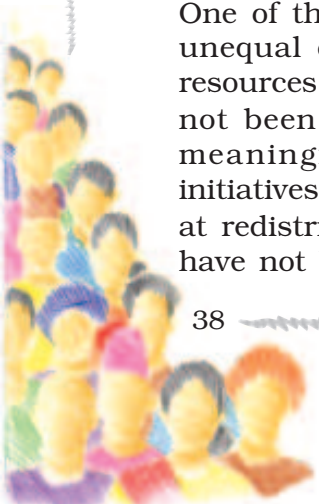 One of th
unequal
resources
not been
meaning
initiatives
at redistri
have not
38